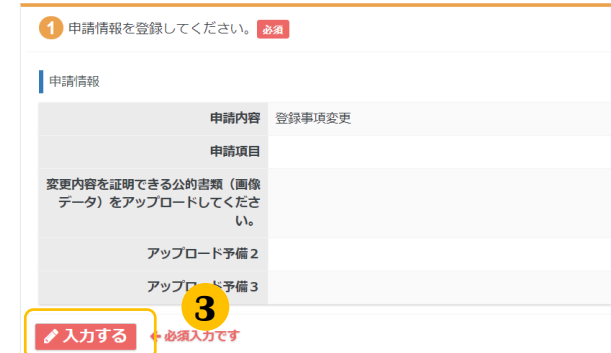 1 申請情報を登録してください。 必須
申請情報
申請内容 登録事項変更
申請項目
変更内容を証明できる公的書類（画像
データ）をアップロードしてくださ
い。
アップロード予備２
アップロード予備３
3
入力する ←必須入力です